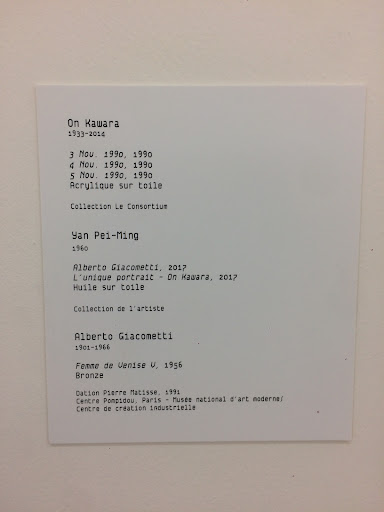 On Kawara
1933-2014
3 Nov. 1990, 1990
4 Nov. 1990, 1990
5 Nov. 1990, 1990
Acrylique sur toile
Collection Le Consortium
Yan Pei-Ming
1960
Alberto Giacometti, 2017
L'unique portrait - On Kawara, 2017
Huile sur toile
Collection de l'artiste
Alberto Giacometti
1901-1966
Femme de Venise V, 1956
Bronze
Dation Pierre Matisse, 1991
Centre Pompidou, Paris - Musée national d'art moderne/
Centre de création industrielle